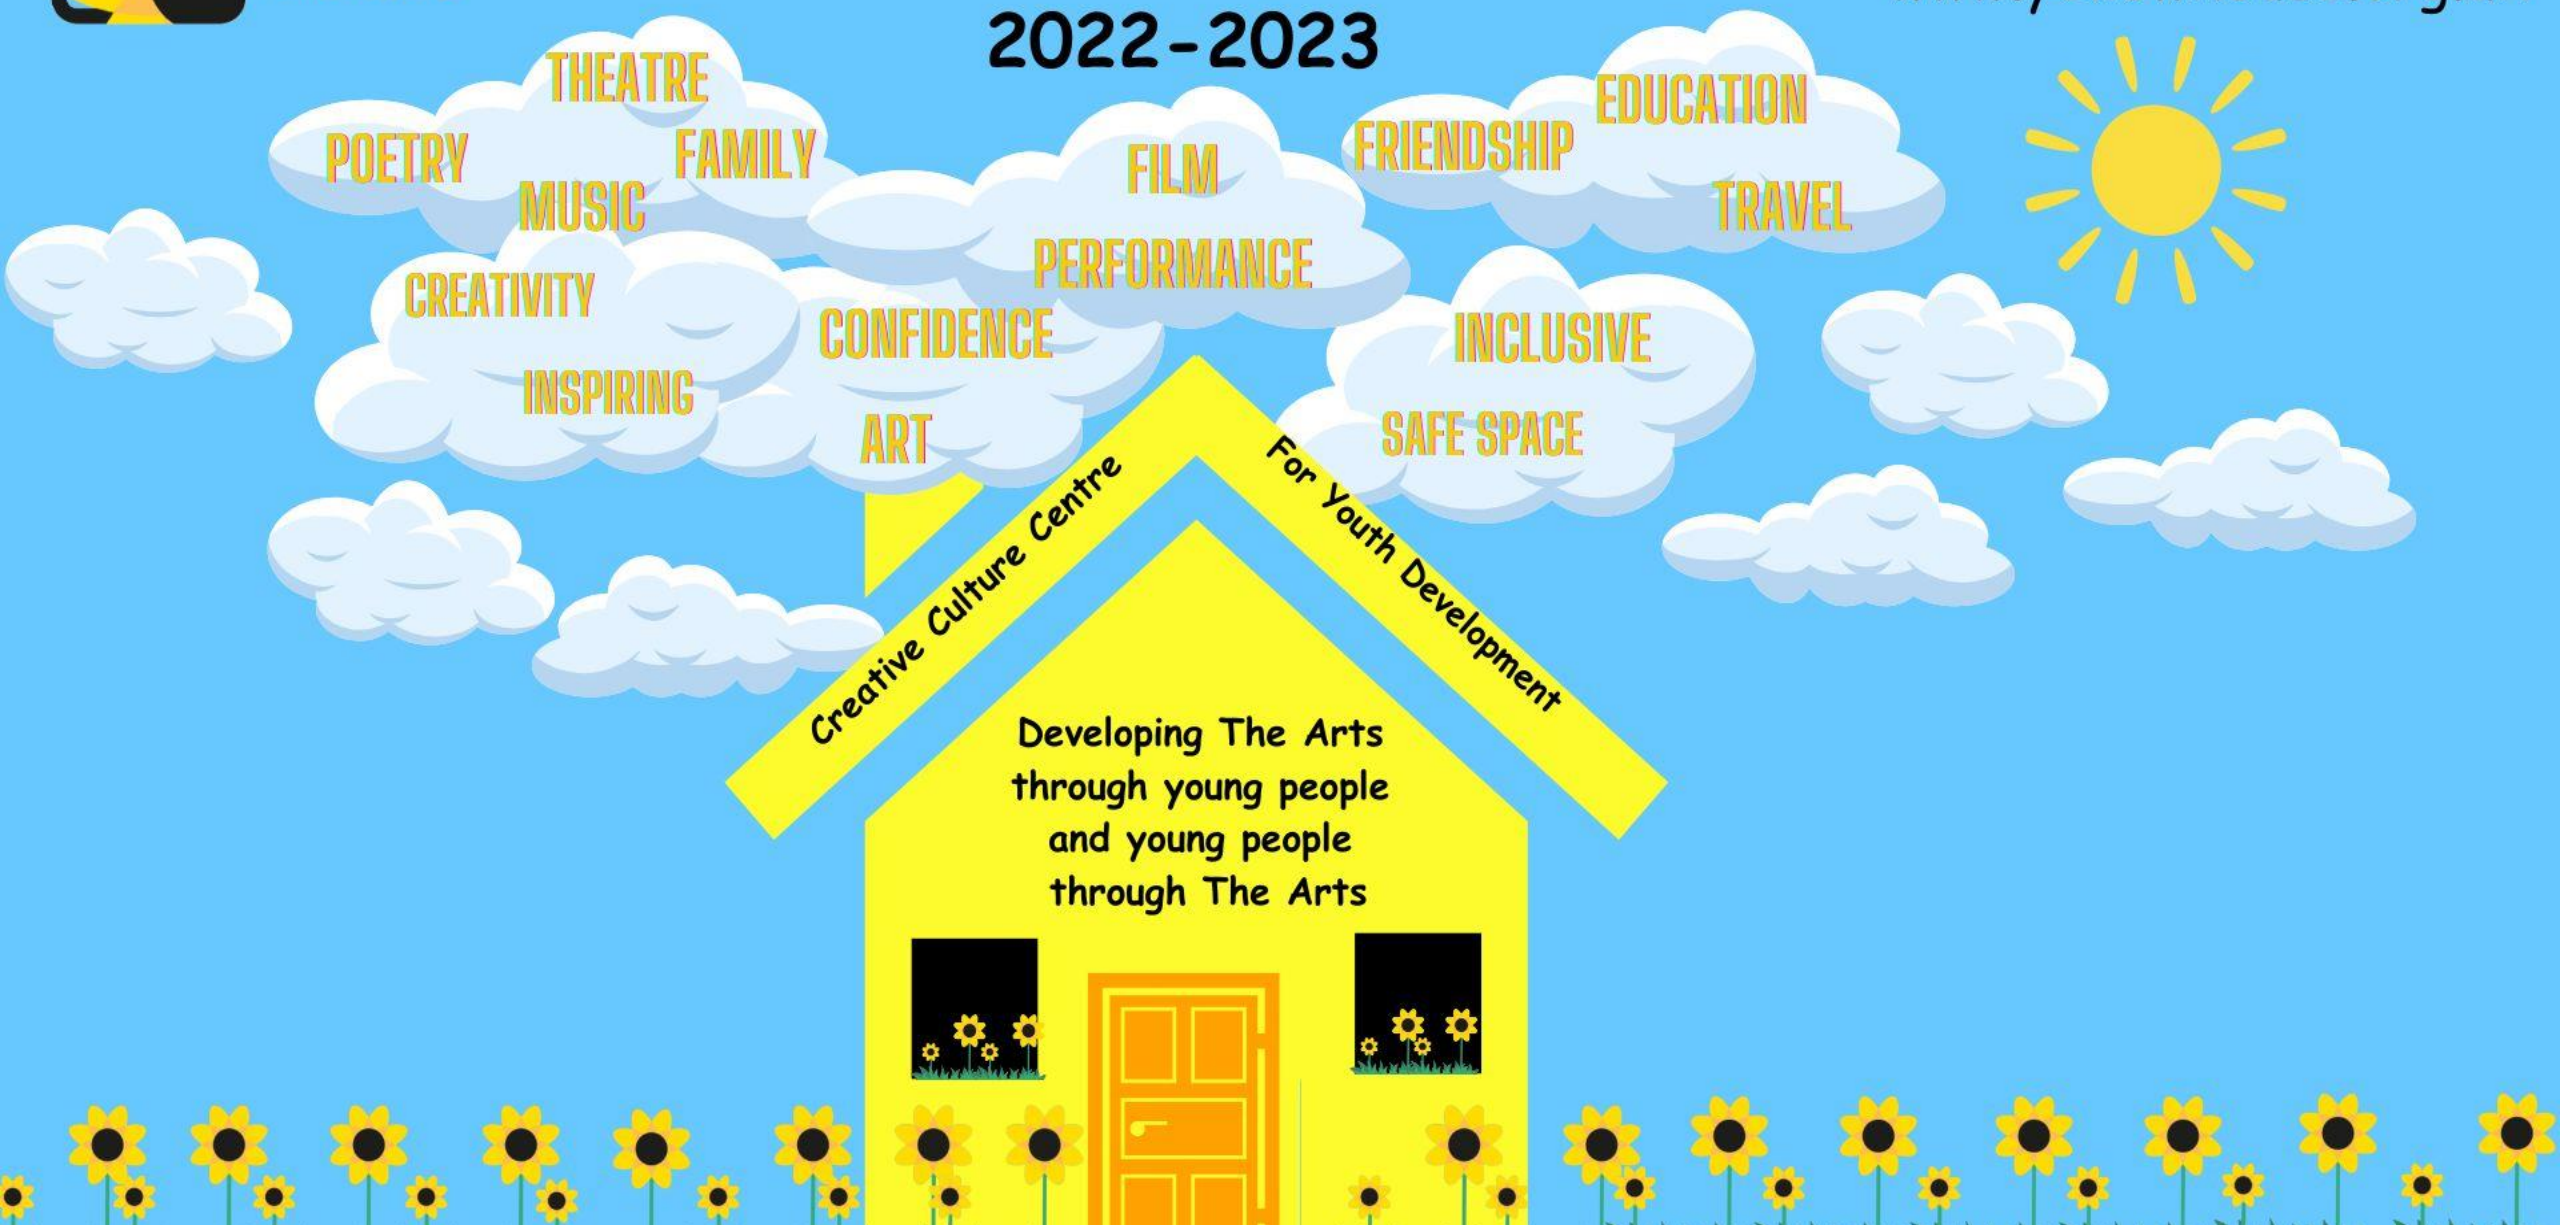 2022-2023
THEATRE
POETRY
FAMILY
MUSIC
CREATIVITY
INSPIRING
CONFIDENCE
ART
FILM
PERFORMANCE
FRIENDSHIP
EDUCATION
TRAVEL
INCLUSIVE
SAFE SPACE
Creative Culture Centre
For Youth Development
Developing The Arts
through young people
and young people
through The Arts